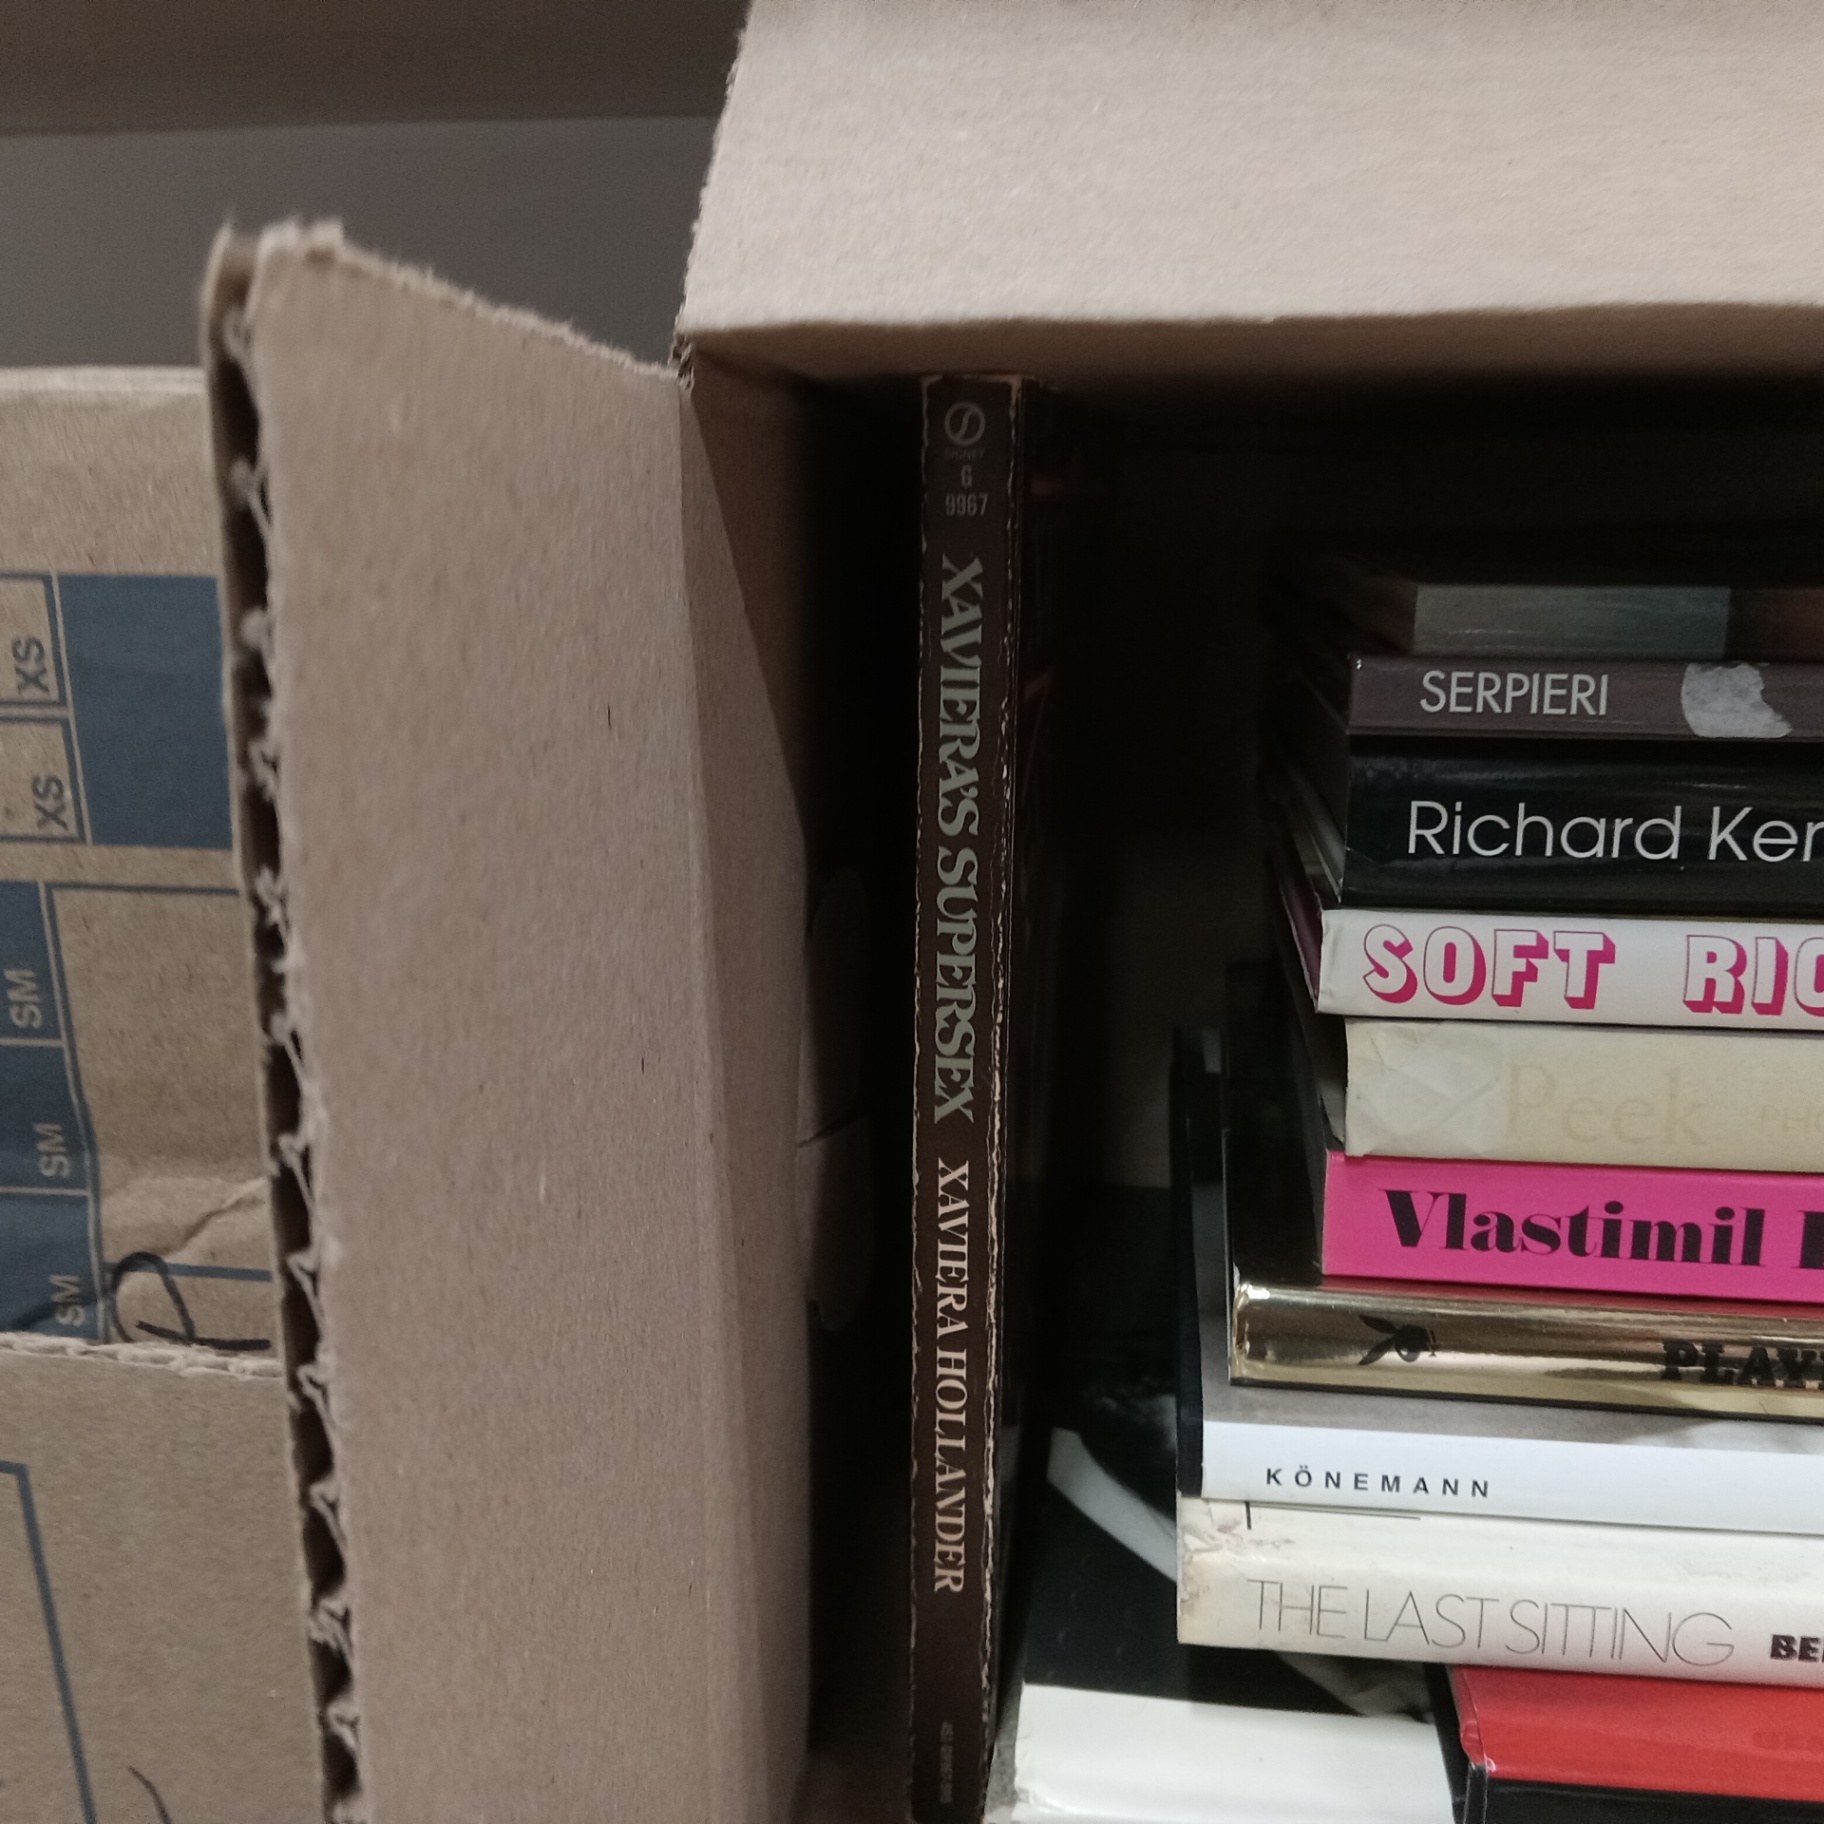 XS
XS
SM
SM
SM
R
SIGNET
G
9967
XAVIERA'S SUPERSEX XAVIERA HOLLANDER
SERPIERI
Richard Ker
SOFT RIC
Peek
Vlastimil
PLAY
KÖNEMANN
THE LAST SITTING